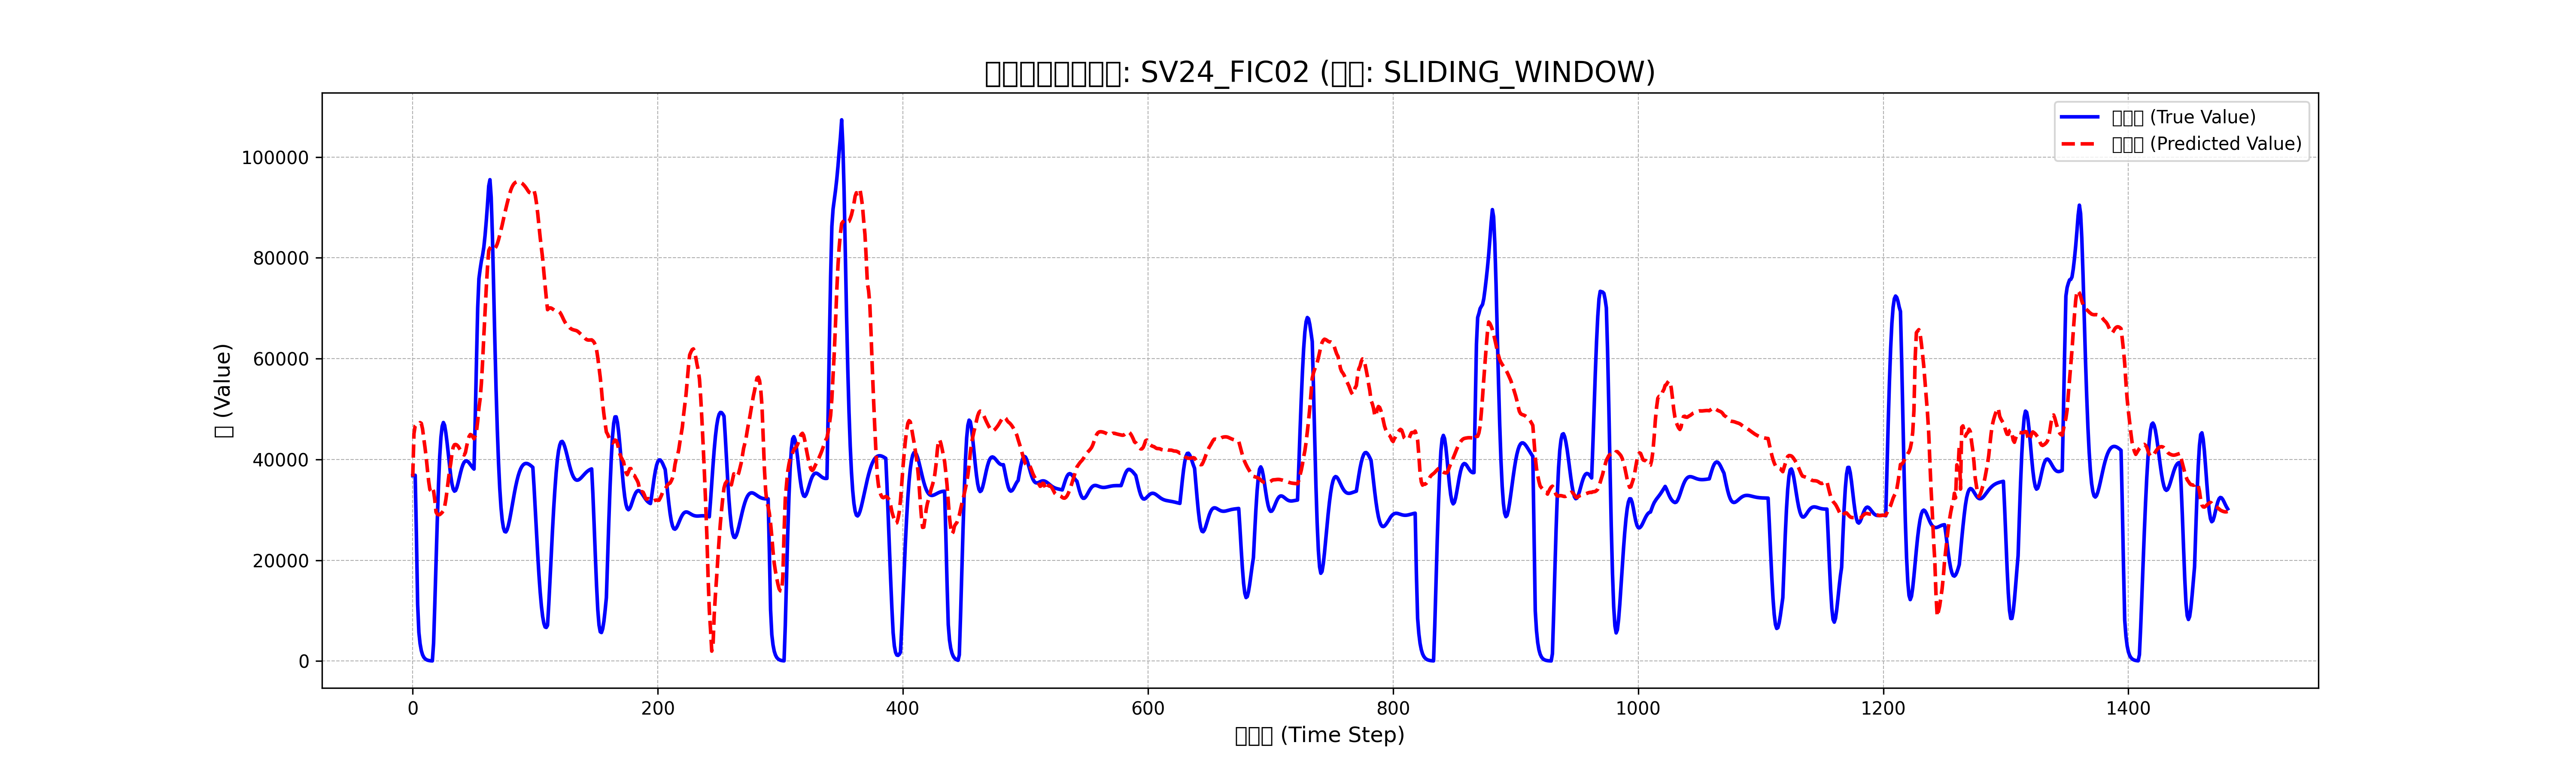 : SV24_FIC02 (: SLIDING_WINDOW)
(True Value)
(Predicted Value)
(Value)
100000
80000
60000
40000
20000
0
0 200 400 600 800 1000 1200 1400
(Time Step)